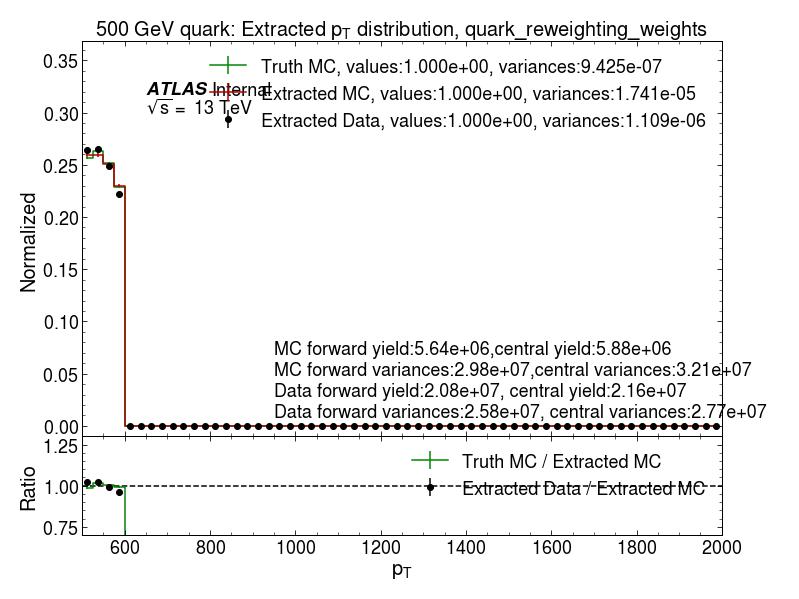 500 GeV quark: Extracted pT distribution, quark_reweighting_weights
Normalized
0.35
0.30
0.25
0.20
0.15
0.10
0.05
0.00
Truth MC, values:1.000e+00, variances:9.425e-07
ATLAS Internal
Extracted MC, values:1.000e+00, variances:1.741e-05
√s = 13 TeV
Extracted Data, values:1.000e+00, variances:1.109e-06
MC forward yield:5.64e+06,central yield:5.88e+06
MC forward variances:2.98e+07,central variances:3.21e+07
Data forward yield:2.08e+07, central yield:2.16e+07
Data forward variances:2.58e+07, central variances:2.77e+07
Ratio
1.25
1.00
0.75
Truth MC / Extracted MC
Extracted Data / Extracted MC
600 800 1000 1200 1400 1600 1800 2000
pT